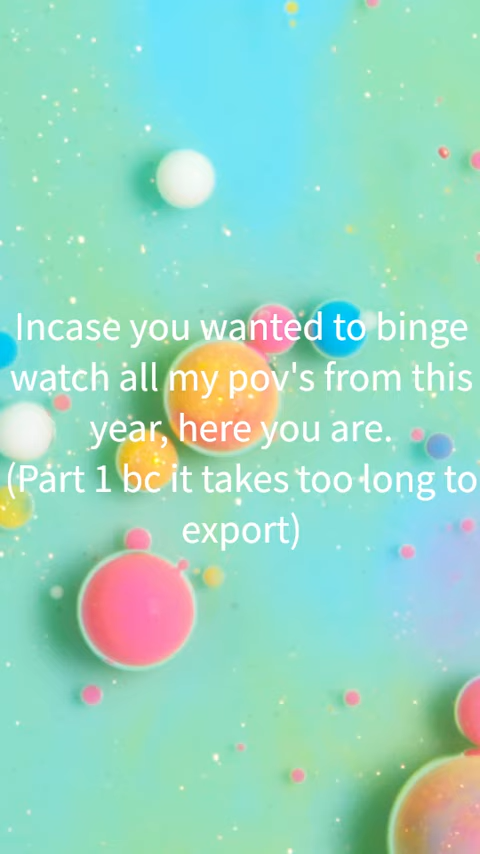 Incase you wanted to binge
watch all my pov's from this
year, here you are.
(Part 1 bc it takes too long to
export)